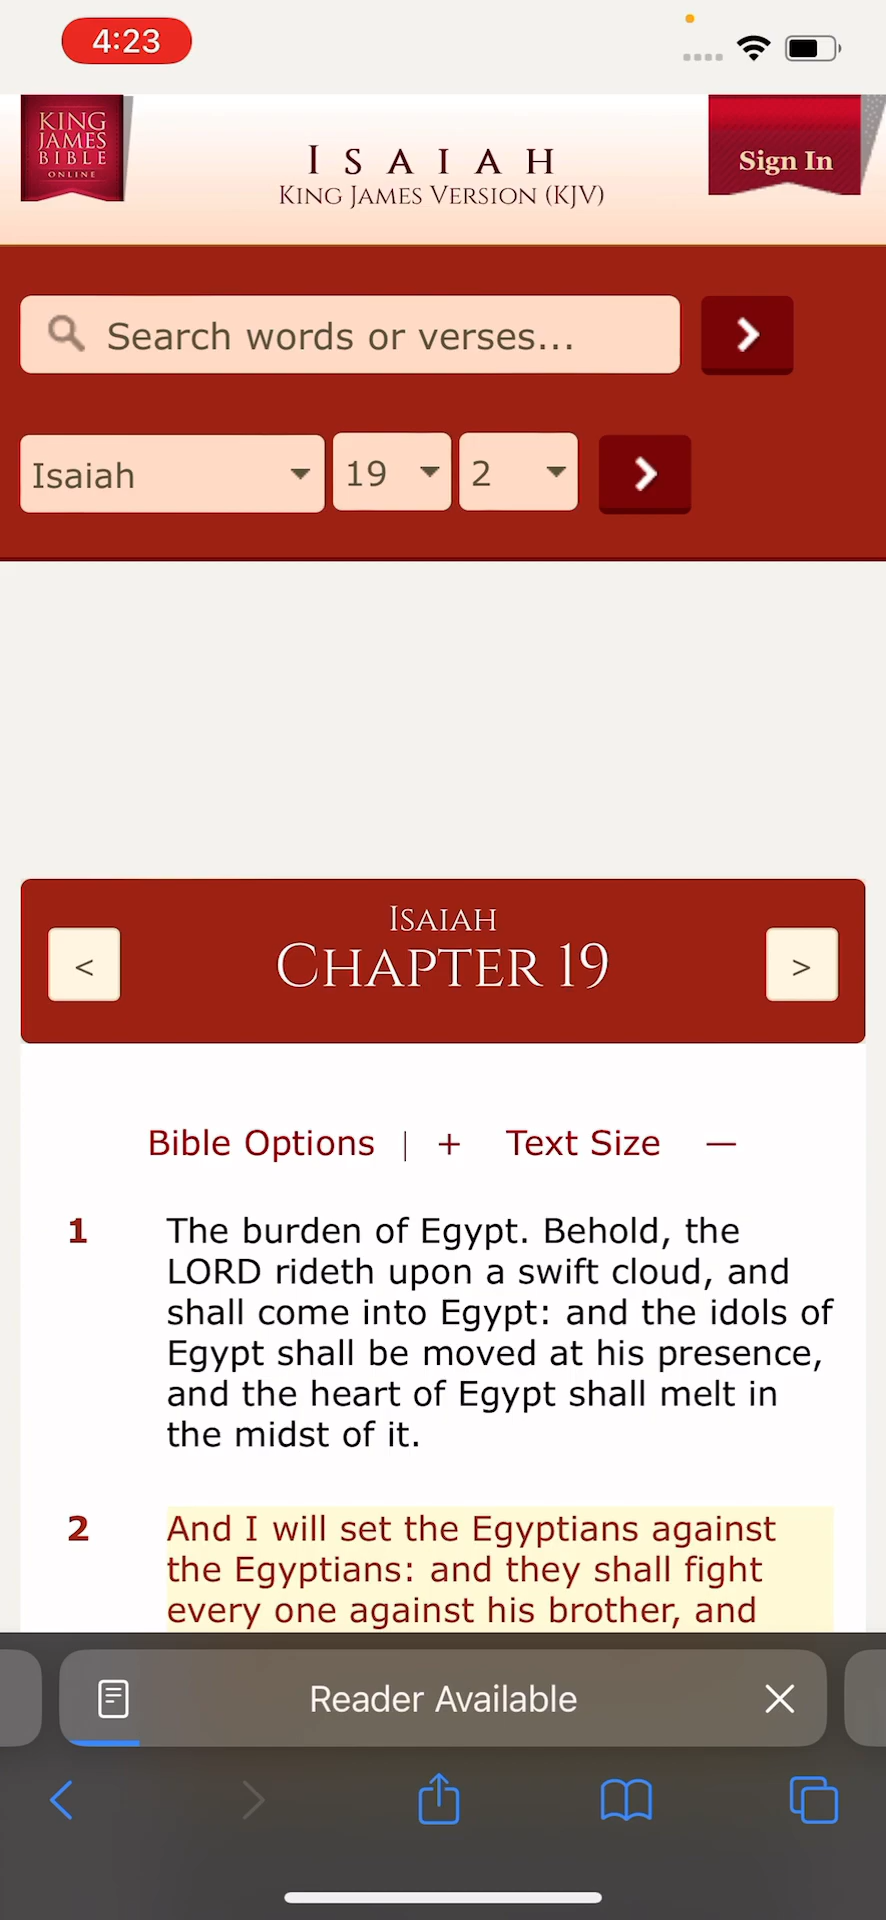 4:23
KING
JAMES
BIBLE
ONLINE
ISAIAH
KING JAMES VERSION (KJV)
Sign In
Search words or verses...
Isaiah
19
2
ISAIAH
CHAPTER 19
<
>
Bible Options | + Text Size —
1 The burden of Egypt. Behold, the
LORD rideth upon a swift cloud, and
shall come into Egypt: and the idols of
Egypt shall be moved at his presence,
and the heart of Egypt shall melt in
the midst of it.
2 And I will set the Egyptians against
the Egyptians: and they shall fight
every one against his brother, and
Reader Available